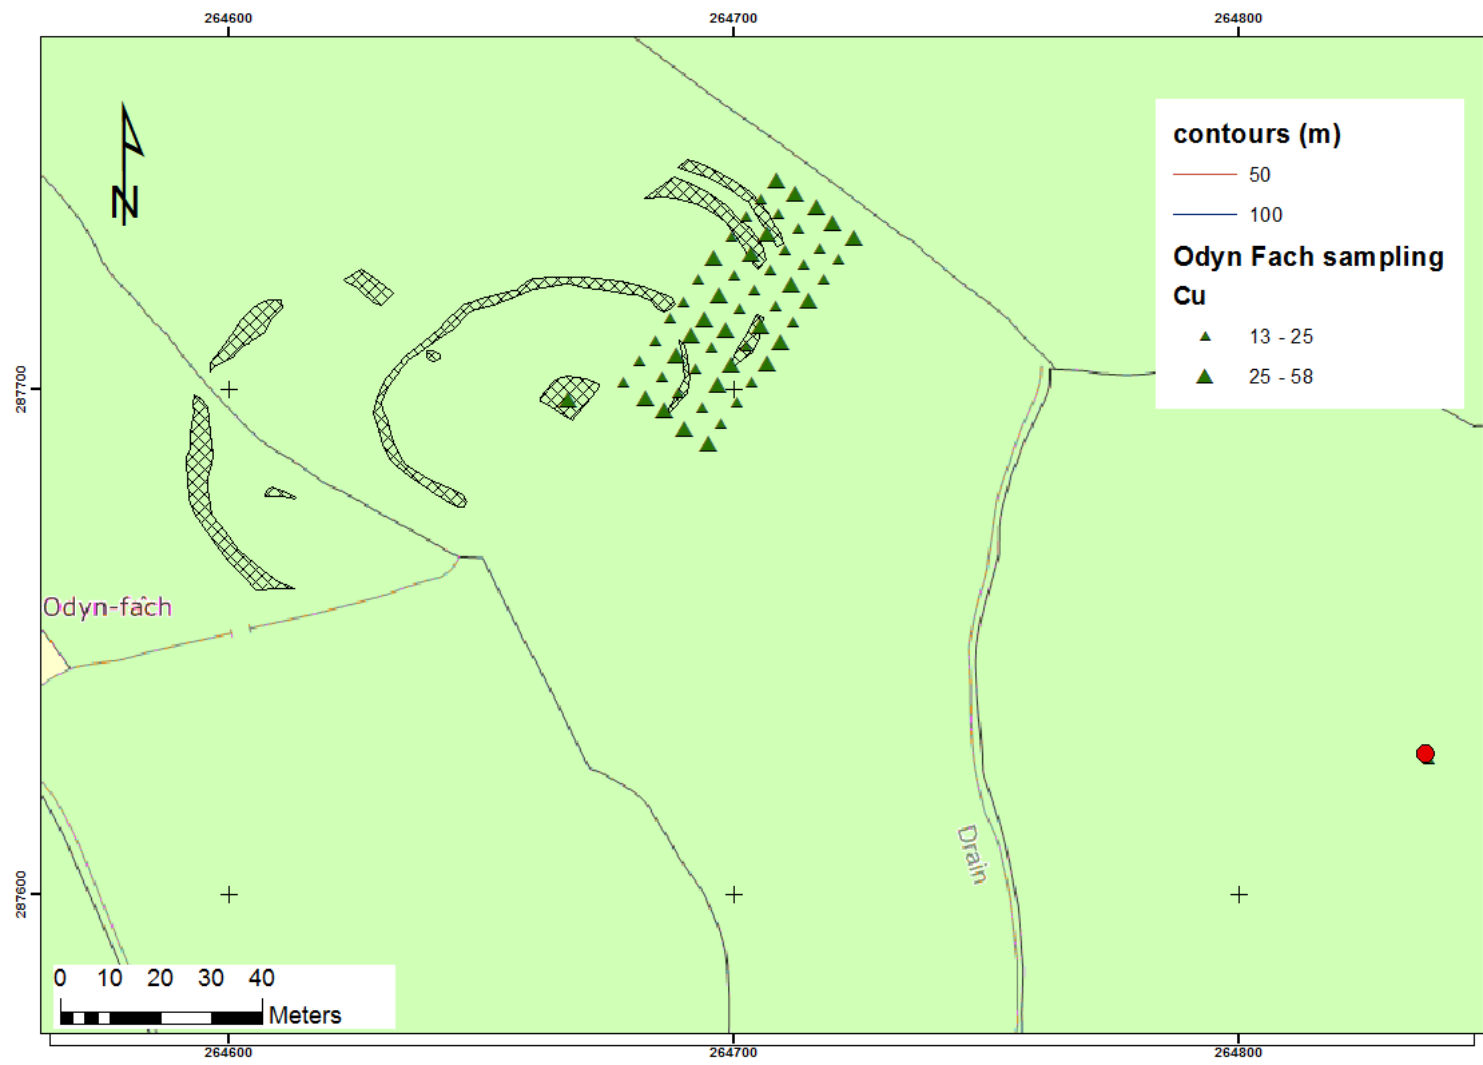 264600 264700 264800
N
contours (m)
50
100
Odyn Fach sampling
Cu
13 - 25
25 - 58
287700
Odyn-fach
Drain
287600
0 10 20 30 40
Meters
264600 264700 264800